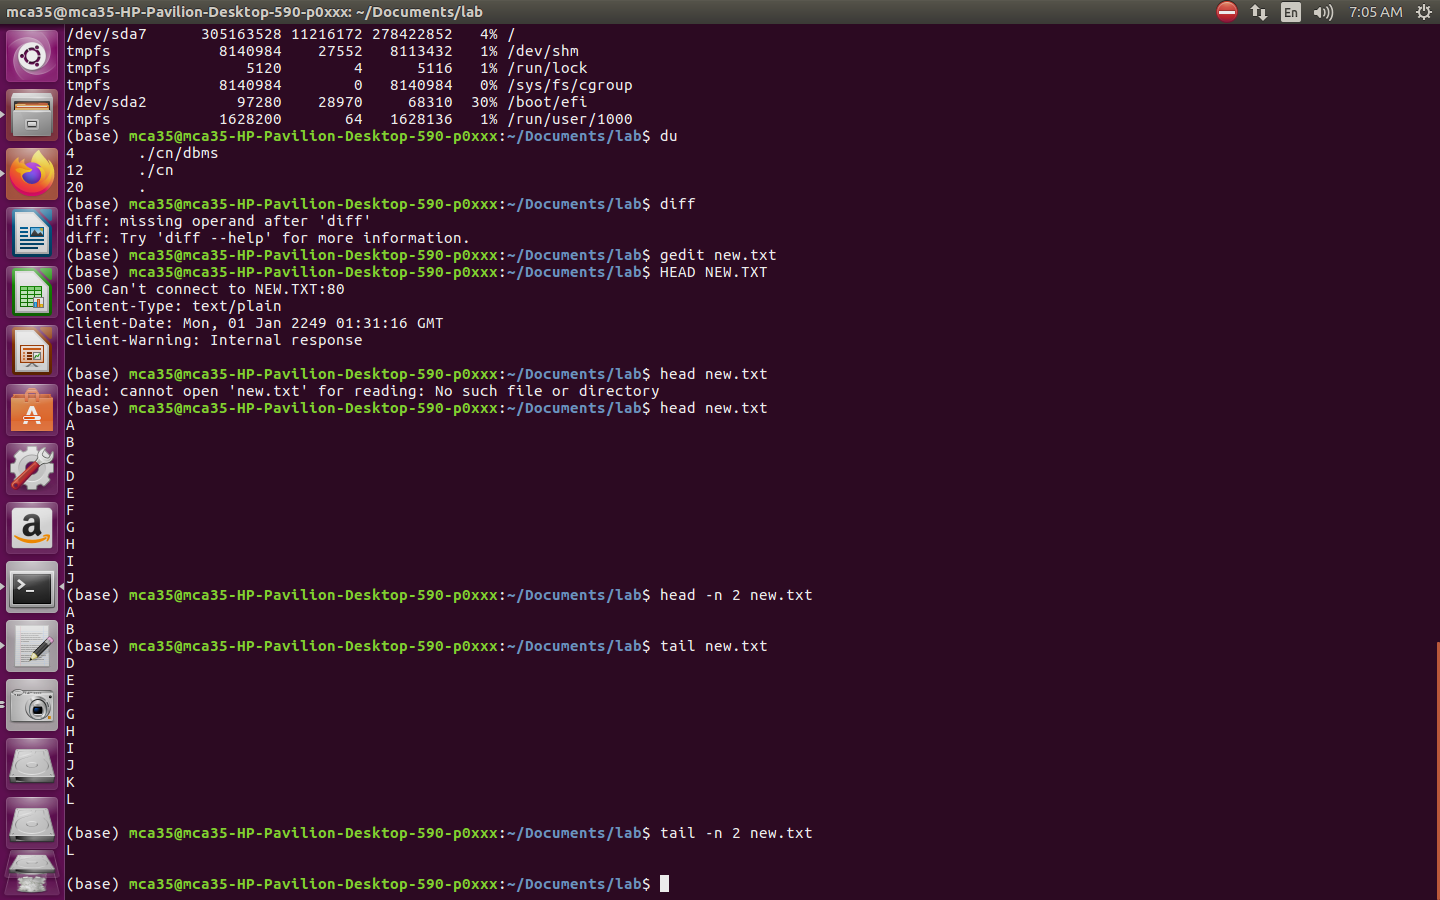 mca35@mca35-HP-Pavilion-Desktop-590-p0xxx: ~/Documents/lab En 7:05 AM
/dev/sda7      305163528 11216172 278422852   4% /
tmpfs            8140984    27552   8113432   1% /dev/shm
tmpfs               5120        4      5116   1% /run/lock
tmpfs            8140984        0   8140984   0% /sys/fs/cgroup
/dev/sda2          97280    28970     68310  30% /boot/efi
tmpfs            1628200       64   1628136   1% /run/user/1000
(base) mca35@mca35-HP-Pavilion-Desktop-590-p0xxx:~/Documents/lab$ du
4       ./cn/dbms
12      ./cn
20      .
(base) mca35@mca35-HP-Pavilion-Desktop-590-p0xxx:~/Documents/lab$ diff
diff: missing operand after 'diff'
diff: Try 'diff --help' for more information.
(base) mca35@mca35-HP-Pavilion-Desktop-590-p0xxx:~/Documents/lab$ gedit new.txt
(base) mca35@mca35-HP-Pavilion-Desktop-590-p0xxx:~/Documents/lab$ HEAD NEW.TXT
500 Can't connect to NEW.TXT:80
Content-Type: text/plain
Client-Date: Mon, 01 Jan 2249 01:31:16 GMT
Client-Warning: Internal response
(base) mca35@mca35-HP-Pavilion-Desktop-590-p0xxx:~/Documents/lab$ head new.txt
head: cannot open 'new.txt' for reading: No such file or directory
(base) mca35@mca35-HP-Pavilion-Desktop-590-p0xxx:~/Documents/lab$ head new.txt
A
B
C
D
E
F
G
H
I
J
(base) mca35@mca35-HP-Pavilion-Desktop-590-p0xxx:~/Documents/lab$ head -n 2 new.txt
A
B
(base) mca35@mca35-HP-Pavilion-Desktop-590-p0xxx:~/Documents/lab$ tail new.txt
D
E
F
G
H
I
J
K
L
(base) mca35@mca35-HP-Pavilion-Desktop-590-p0xxx:~/Documents/lab$ tail -n 2 new.txt
L
(base) mca35@mca35-HP-Pavilion-Desktop-590-p0xxx:~/Documents/lab$